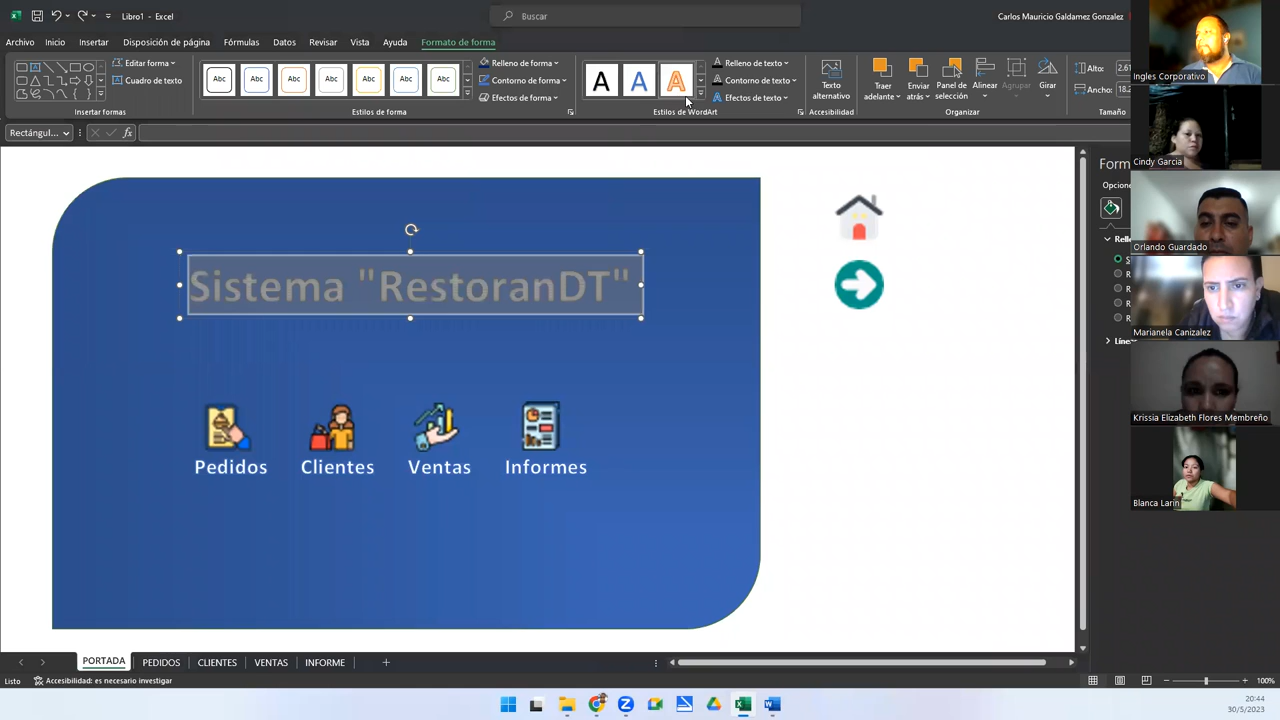 Libro1 - Excel
Buscar
Carlos Mauricio Galdamez Gonzalez
Archivo Inicio Insertar Disposición de página Fórmulas Datos Revisar Vista Ayuda Formato de forma
Editar forma
Cuadro de texto
Insertar formas
Abc Abc Abc Abc Abc Abc Abc
Relleno de forma
Contorno de forma
Efectos de forma
Estilos de forma
A A A
Relleno de texto
Contorno de texto
Efectos de texto
Estilos de WordArt
Texto alternativo
Accesibilidad
Traer adelante
Enviar atrás
Panel de selección
Alinear
Agrupar
Girar
Organizar
Alto:
Ancho:
Tamaño
Rectángul...
fx
Sistema "RestoranDT"
Pedidos Clientes Ventas Informes
Form
Opcione
Relle
Línea
Ingles Corporativo
Cindy Garcia
Orlando Guardado
Marianela Canizalez
Krissia Elizabeth Flores Membreño
Blanca Larin
PORTADA PEDIDOS CLIENTES VENTAS INFORME
Listo
Accesibilidad: es necesario investigar
100%
20:44
30/5/2023